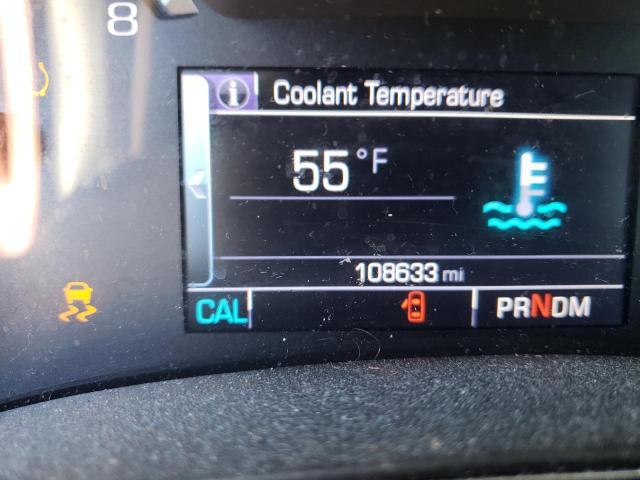 8
i Coolant Temperature
55 °F
108633 mi
CAL PRNDM